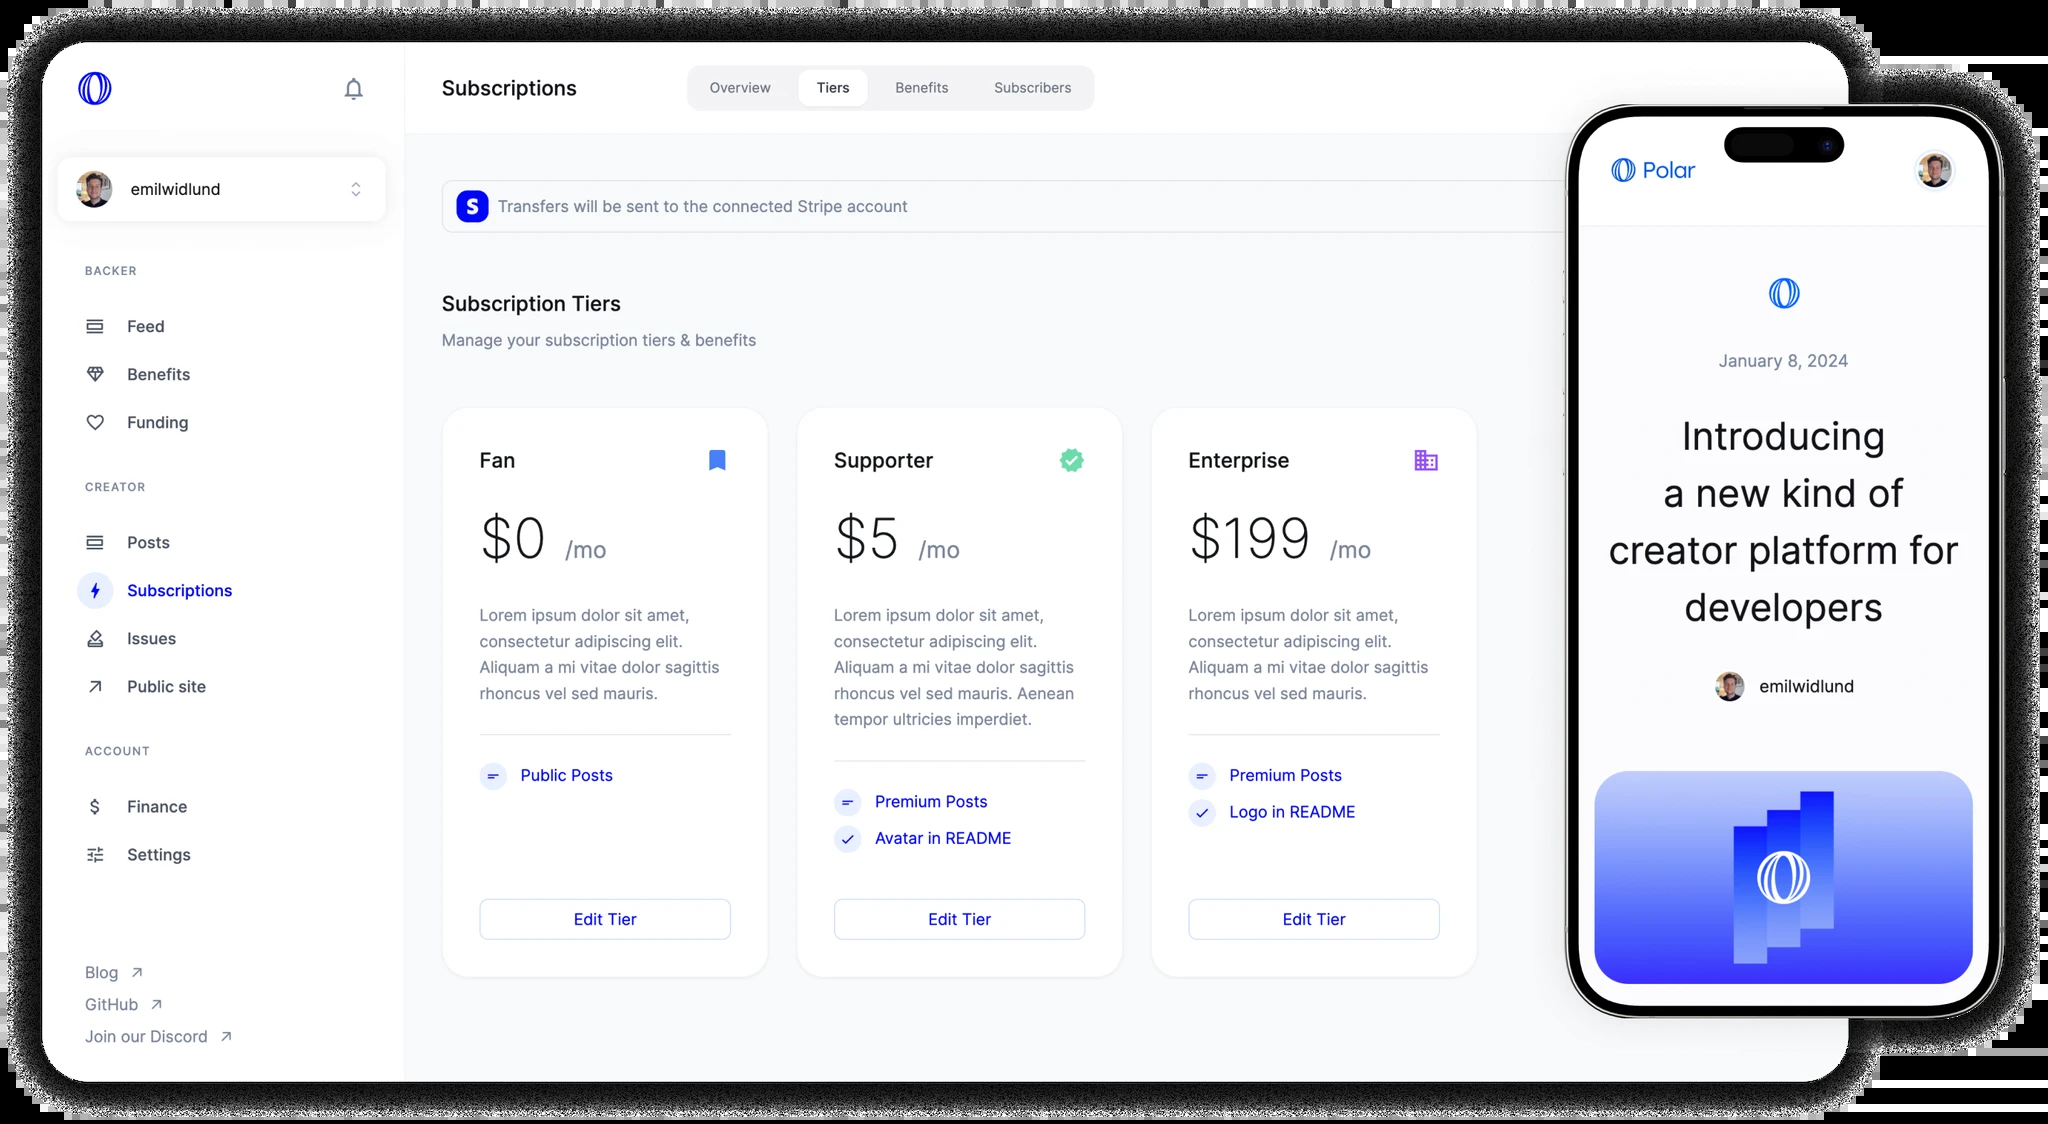 Subscriptions
Overview
Tiers
Benefits
Subscribers
emilwidlund
BACKER
Feed
Benefits
Funding
CREATOR
Posts
Subscriptions
Issues
Public site
ACCOUNT
Finance
Settings
Blog
GitHub
Join our Discord
S Transfers will be sent to the connected Stripe account
Subscription Tiers
Manage your subscription tiers & benefits
Fan
$0 /mo
Lorem ipsum dolor sit amet,
consectetur adipiscing elit.
Aliquam a mi vitae dolor sagittis
rhoncus vel sed mauris.
Public Posts
Edit Tier
Supporter
$5 /mo
Lorem ipsum dolor sit amet,
consectetur adipiscing elit.
Aliquam a mi vitae dolor sagittis
rhoncus vel sed mauris. Aenean
tempor ultricies imperdiet.
Premium Posts
Avatar in README
Edit Tier
Enterprise
$199 /mo
Lorem ipsum dolor sit amet,
consectetur adipiscing elit.
Aliquam a mi vitae dolor sagittis
rhoncus vel sed mauris.
Premium Posts
Logo in README
Edit Tier
Polar
January 8, 2024
Introducing
a new kind of
creator platform for
developers
emilwidlund